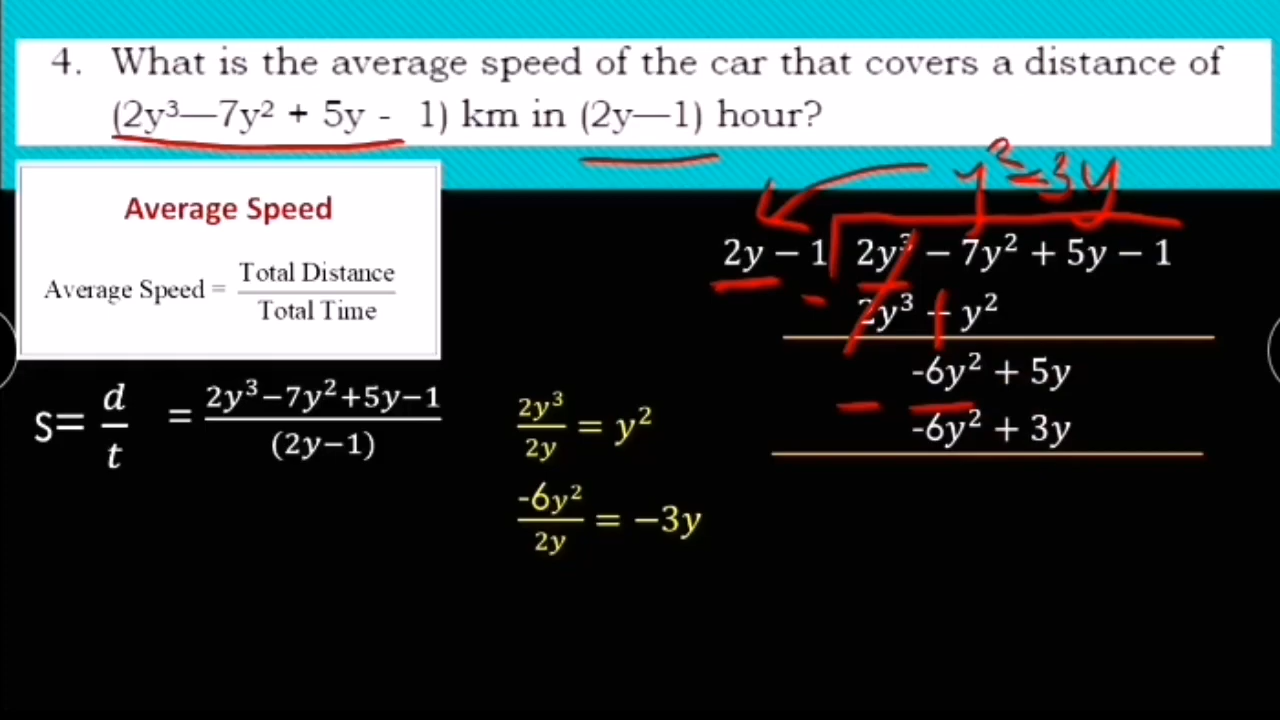 4. What is the average speed of the car that covers a distance of
(2y³—7y² + 5y - 1) km in (2y—1) hour?
Average Speed
Average Speed = Total Distance / Total Time
s= d/t = 2y³−7y²+5y−1 / (2y−1)
2y³/2y = y²
-6y²/2y = −3y
y²-3y
2y − 1 2y³ − 7y² + 5y − 1
2y³ − y²
-6y² + 5y
-6y² + 3y